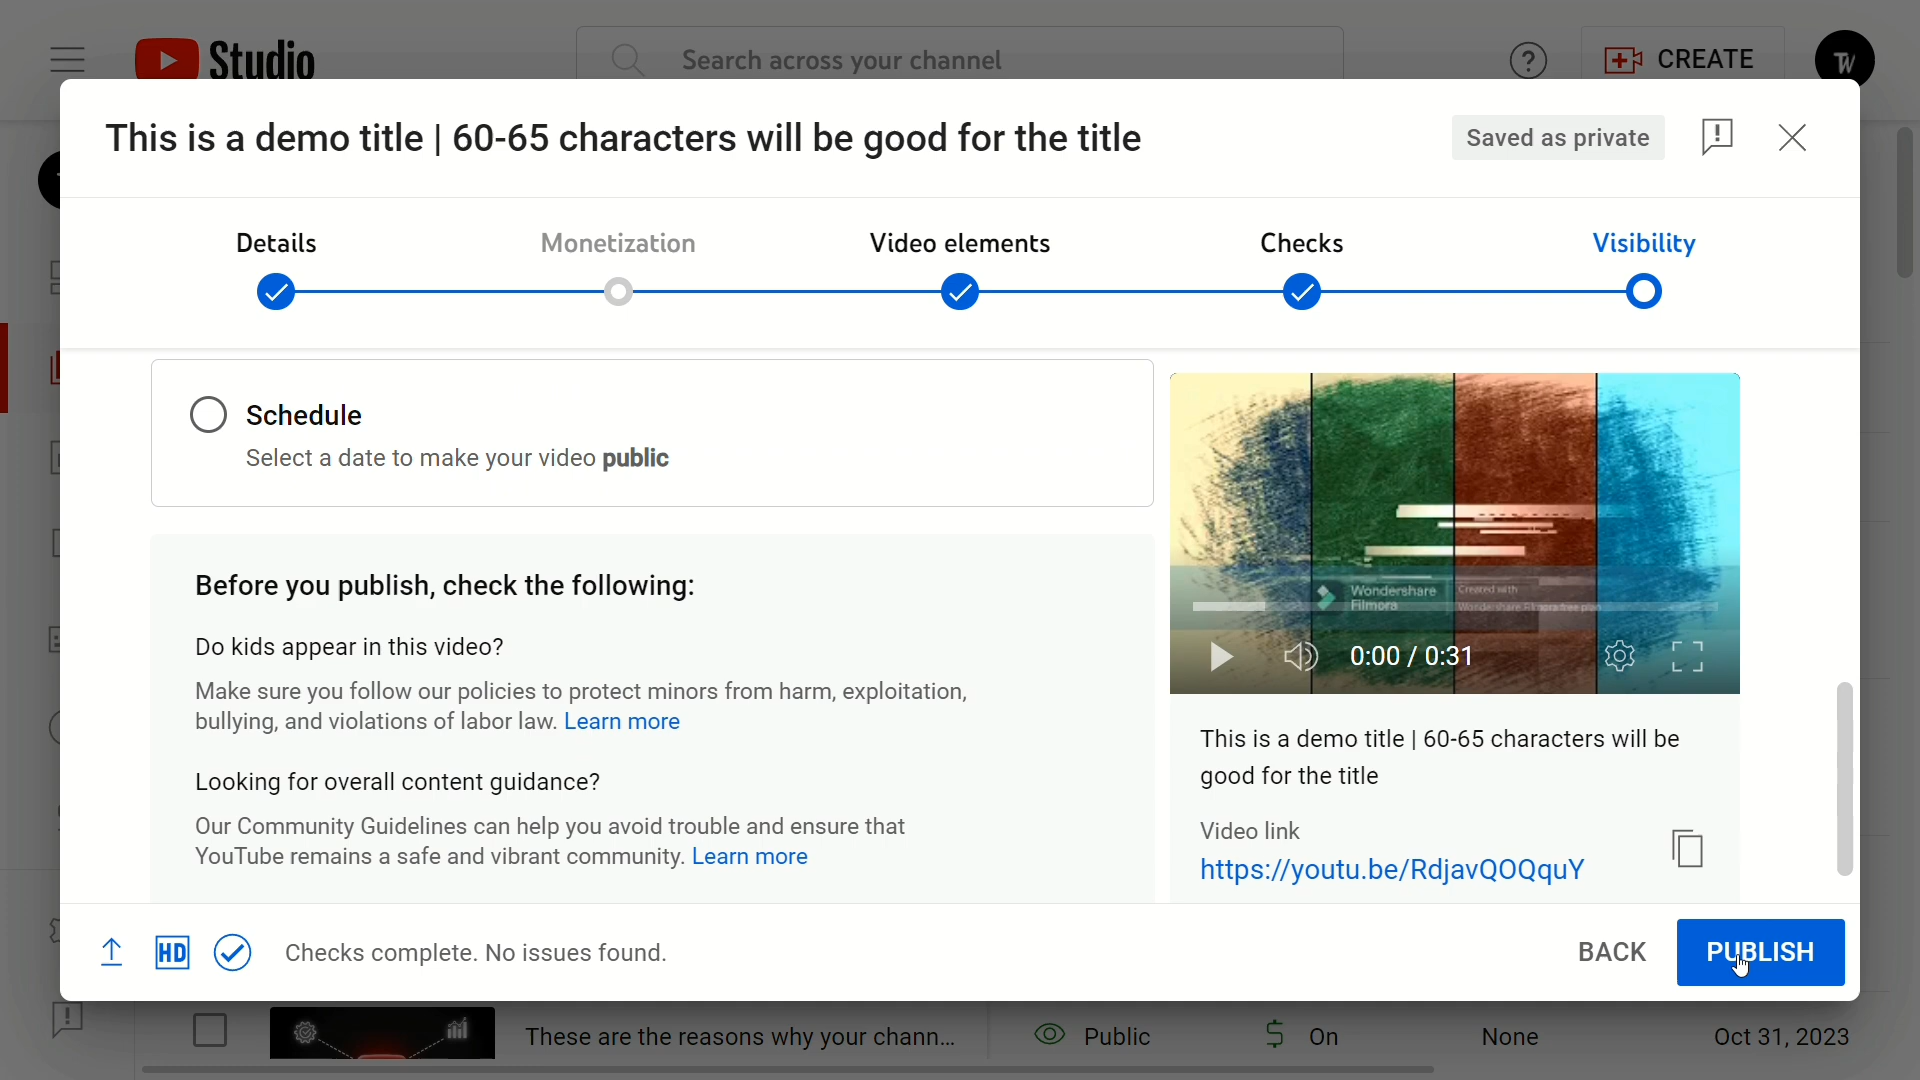 Studio
Search across your channel
?
CREATE
TW
This is a demo title | 60-65 characters will be good for the title
Saved as private
Details
Monetization
Video elements
Checks
Visibility
Schedule
Select a date to make your video public
Before you publish, check the following:
Do kids appear in this video?
Make sure you follow our policies to protect minors from harm, exploitation,
bullying, and violations of labor law. Learn more
Looking for overall content guidance?
Our Community Guidelines can help you avoid trouble and ensure that
YouTube remains a safe and vibrant community. Learn more
Wondershare
Filmora
Created with
Wondershare Filmora free plan
0:00 / 0:31
This is a demo title | 60-65 characters will be
good for the title
Video link
https://youtu.be/RdjavQOQquY
HD
Checks complete. No issues found.
BACK
PUBLISH
These are the reasons why your chann...
Public
On
None
Oct 31, 2023